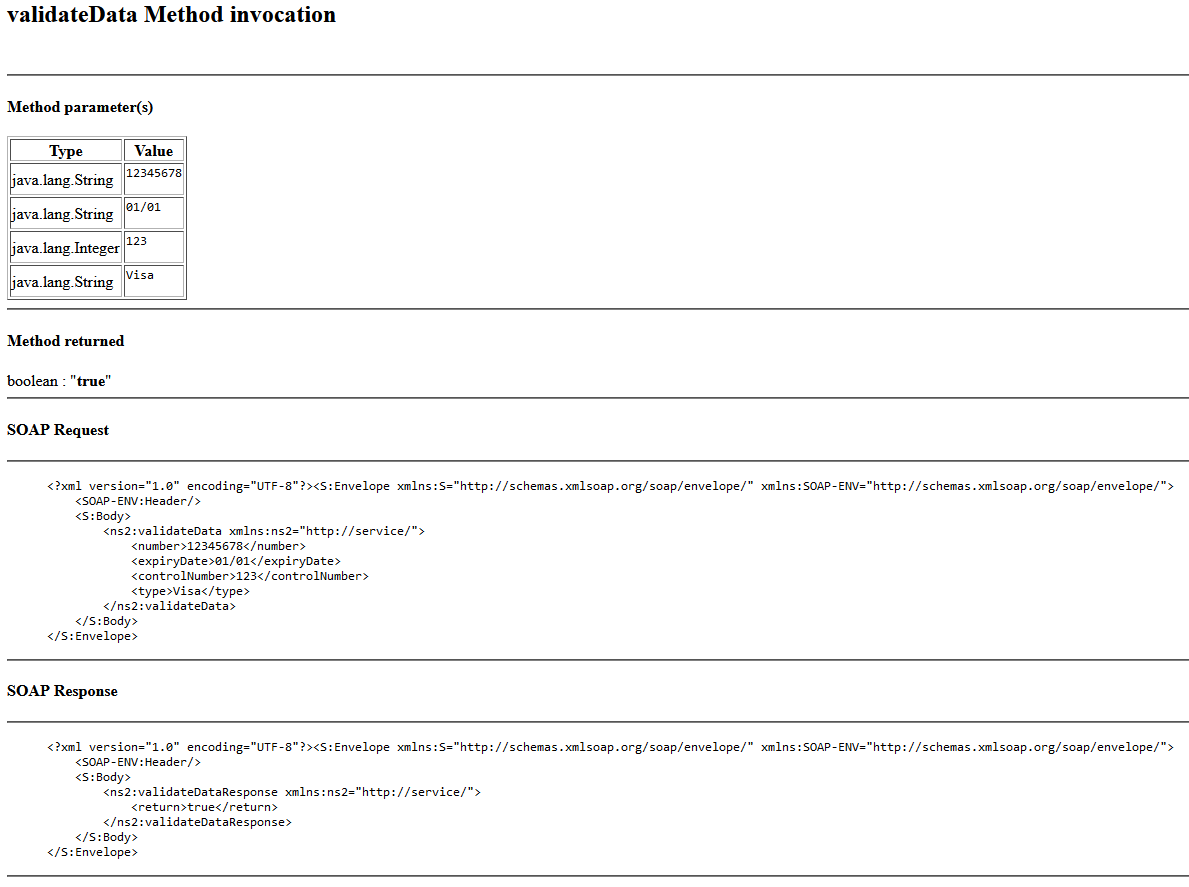 validateData Method invocation
Method parameter(s)
Type Value
java.lang.String 12345678
java.lang.String 01/01
java.lang.Integer 123
java.lang.String Visa
Method returned
boolean : "true"
SOAP Request
<?xml version="1.0" encoding="UTF-8"?><S:Envelope xmlns:S="http://schemas.xmlsoap.org/soap/envelope/" xmlns:SOAP-ENV="http://schemas.xmlsoap.org/soap/envelope/">
<SOAP-ENV:Header/>
<S:Body>
<ns2:validateData xmlns:ns2="http://service/">
<number>12345678</number>
<expiryDate>01/01</expiryDate>
<controlNumber>123</controlNumber>
<type>Visa</type>
</ns2:validateData>
</S:Body>
</S:Envelope>
SOAP Response
<?xml version="1.0" encoding="UTF-8"?><S:Envelope xmlns:S="http://schemas.xmlsoap.org/soap/envelope/" xmlns:SOAP-ENV="http://schemas.xmlsoap.org/soap/envelope/">
<SOAP-ENV:Header/>
<S:Body>
<ns2:validateDataResponse xmlns:ns2="http://service/">
<return>true</return>
</ns2:validateDataResponse>
</S:Body>
</S:Envelope>